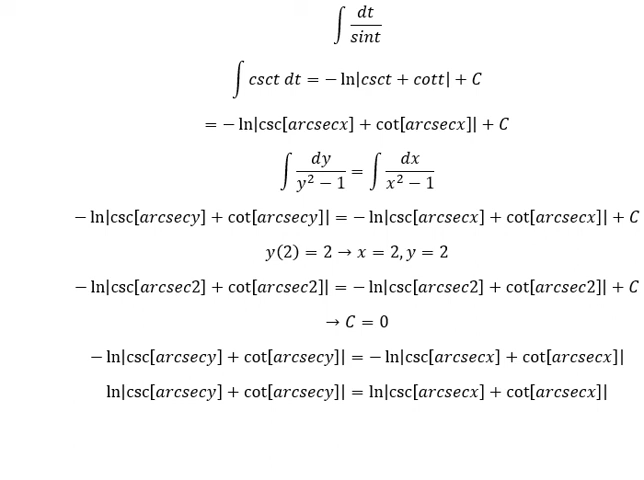 ∫ dt/sint
∫ csct dt = − ln|csct + cott| + C
= − ln|csc[arcsecx] + cot[arcsecx]| + C
∫ dy/(y² − 1) = ∫ dx/(x² − 1)
− ln|csc[arcsecy] + cot[arcsecy]| = − ln|csc[arcsecx] + cot[arcsecx]| + C
y(2) = 2 → x = 2, y = 2
− ln|csc[arcsec2] + cot[arcsec2]| = − ln|csc[arcsec2] + cot[arcsec2]| + C
→ C = 0
− ln|csc[arcsecy] + cot[arcsecy]| = − ln|csc[arcsecx] + cot[arcsecx]|
ln|csc[arcsecy] + cot[arcsecy]| = ln|csc[arcsecx] + cot[arcsecx]|